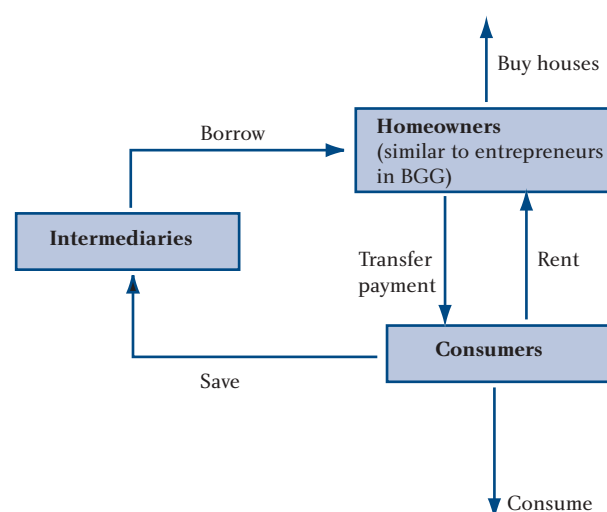 Buy houses
Borrow
Homeowners
(similar to entrepreneurs
in BGG)
Intermediaries
Transfer
payment
Rent
Consumers
Save
Consume